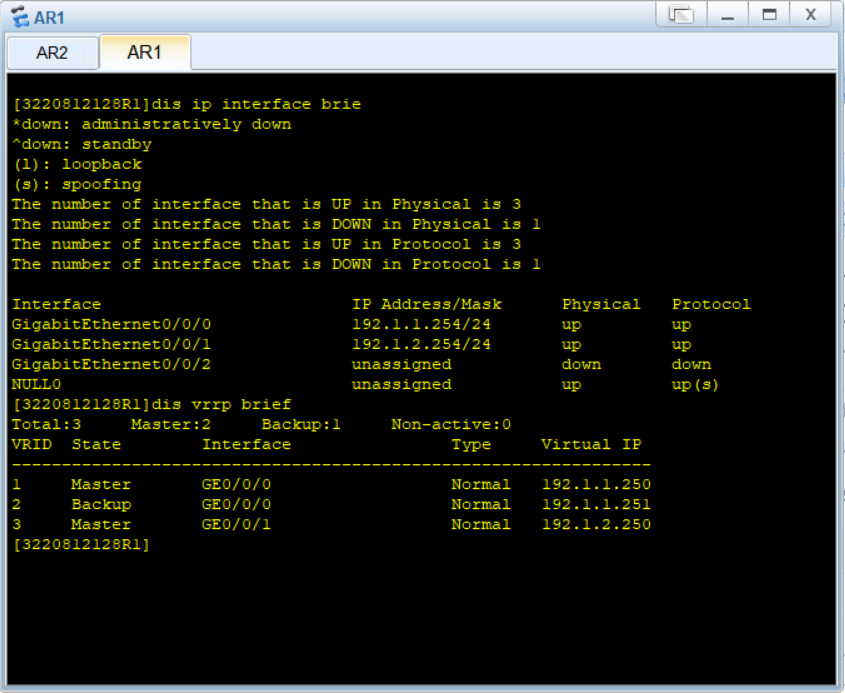 AR1
X
AR2 AR1
[3220812128R1]dis ip interface brie
*down: administratively down
^down: standby
(l): loopback
(s): spoofing
The number of interface that is UP in Physical is 3
The number of interface that is DOWN in Physical is 1
The number of interface that is UP in Protocol is 3
The number of interface that is DOWN in Protocol is 1
Interface IP Address/Mask Physical Protocol
GigabitEthernet0/0/0 192.1.1.254/24 up up
GigabitEthernet0/0/1 192.1.2.254/24 up up
GigabitEthernet0/0/2 unassigned down down
NULL0 unassigned up up(s)
[3220812128R1]dis vrrp brief
Total:3 Master:2 Backup:1 Non-active:0
VRID State Interface Type Virtual IP
----------------------------------------------------------------
1 Master GE0/0/0 Normal 192.1.1.250
2 Backup GE0/0/0 Normal 192.1.1.251
3 Master GE0/0/1 Normal 192.1.2.250
[3220812128R1]